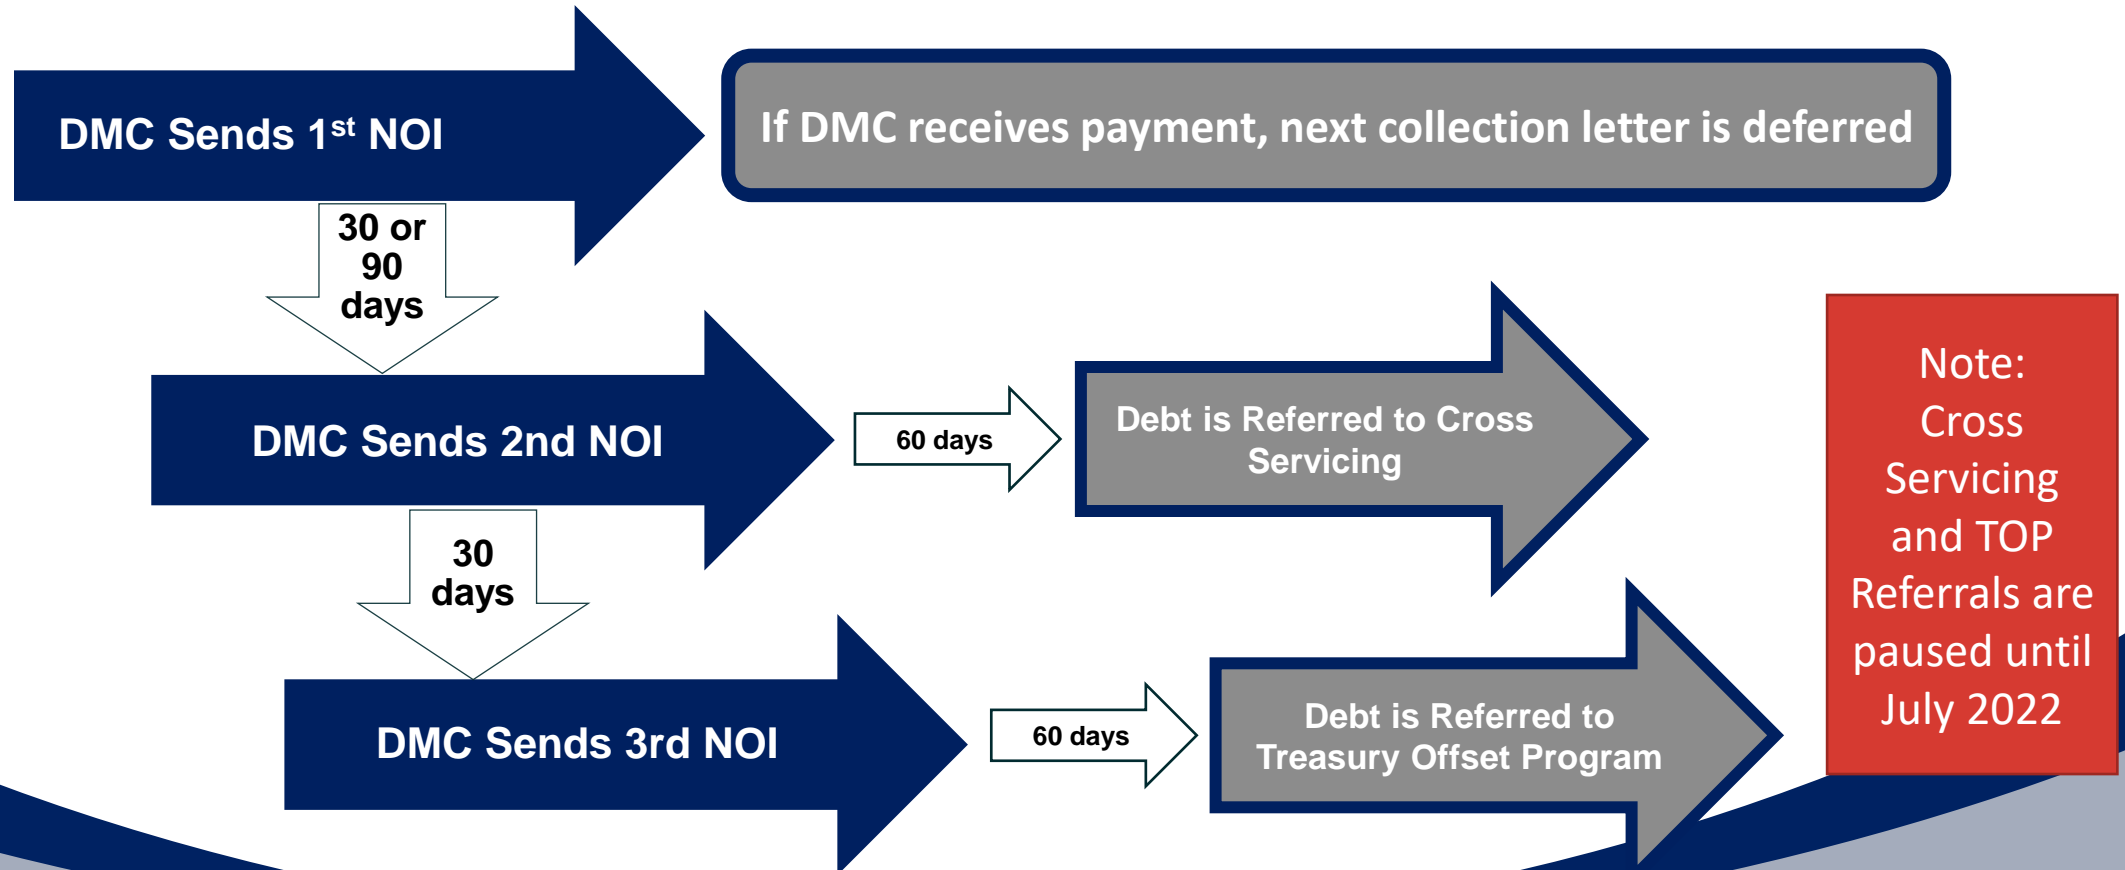 DMC Sends 1st NOI
If DMC receives payment, next collection letter is deferred
30 or
90
days
DMC Sends 2nd NOI
60 days
Debt is Referred to Cross
Servicing
30
days
DMC Sends 3rd NOI
60 days
Debt is Referred to
Treasury Offset Program
Note:
Cross
Servicing
and TOP
Referrals are
paused until
July 2022